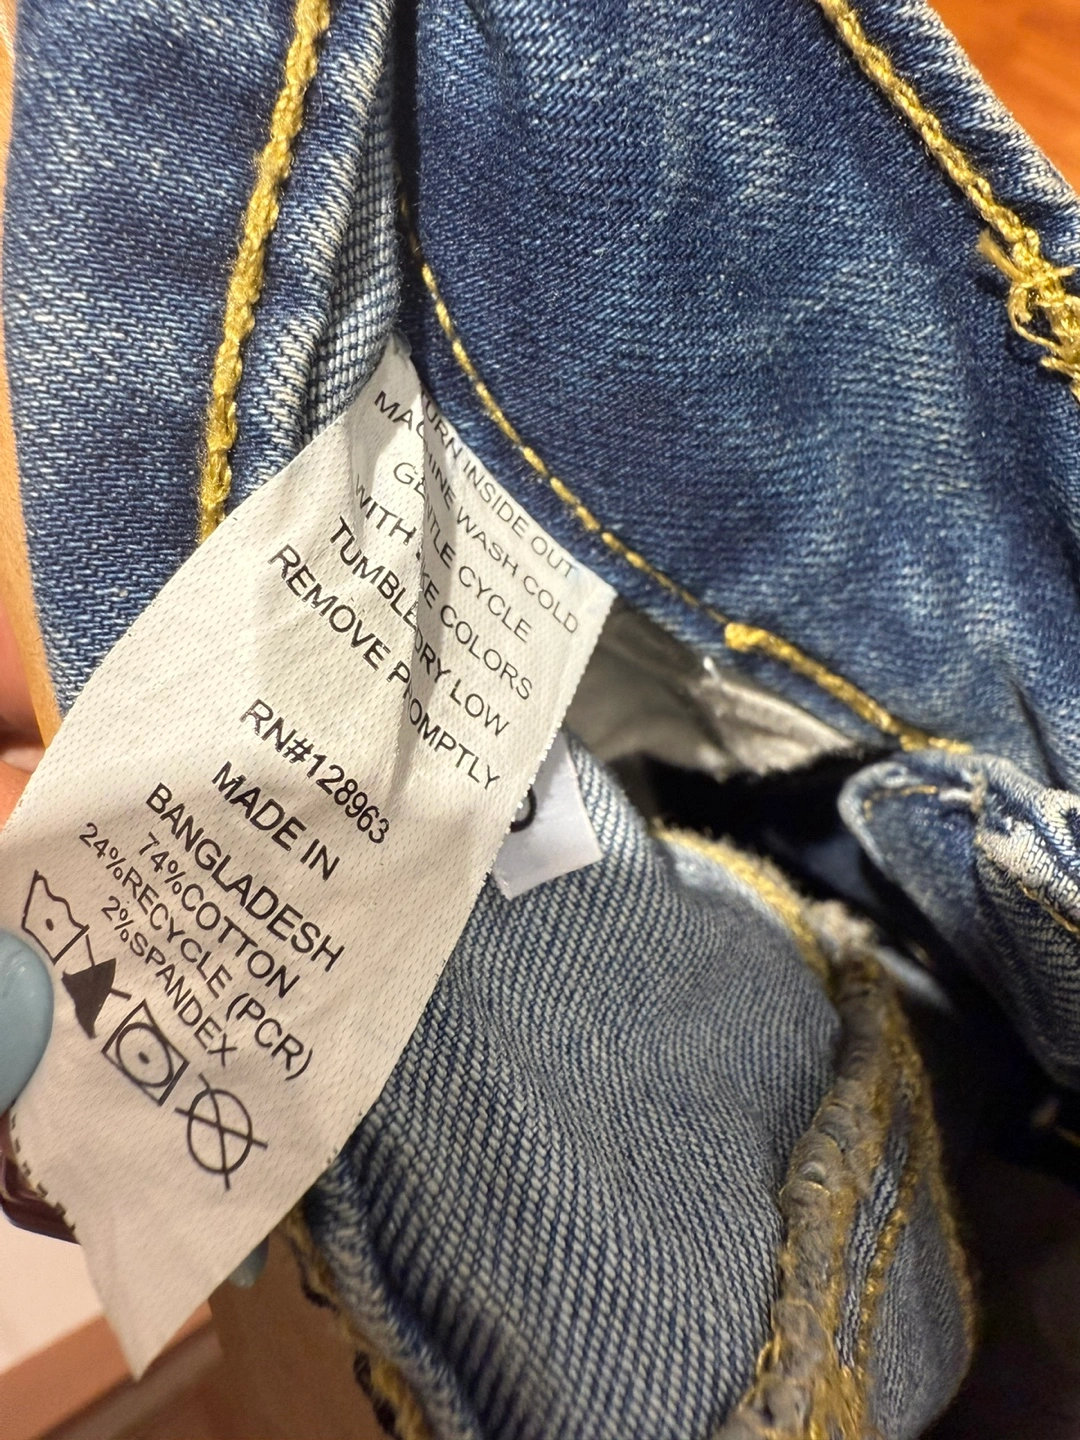 TURN INSIDE OUT
MACHINE WASH COLD
GENTLE CYCLE
WITH LIKE COLORS
TUMBLE DRY LOW
REMOVE PROMPTLY
RN#128963
MADE IN
BANGLADESH
74%COTTON
24%RECYCLE (PCR)
2%SPANDEX